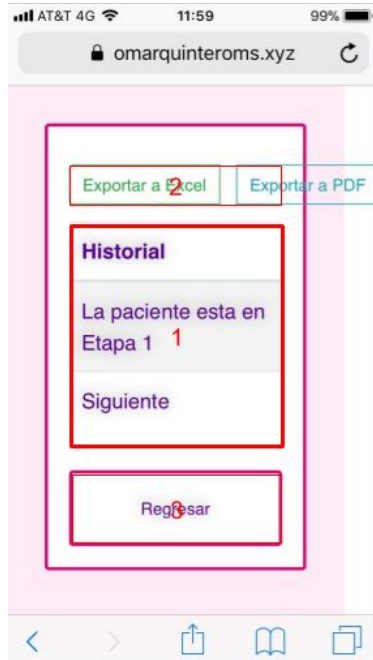 AT&T 4G 11:59 99%
omarquinteroms.xyz
Exportar a Excel Exportar a PDF
2
Historial
La paciente esta en
Etapa 1
1
Siguiente
Regresar
3